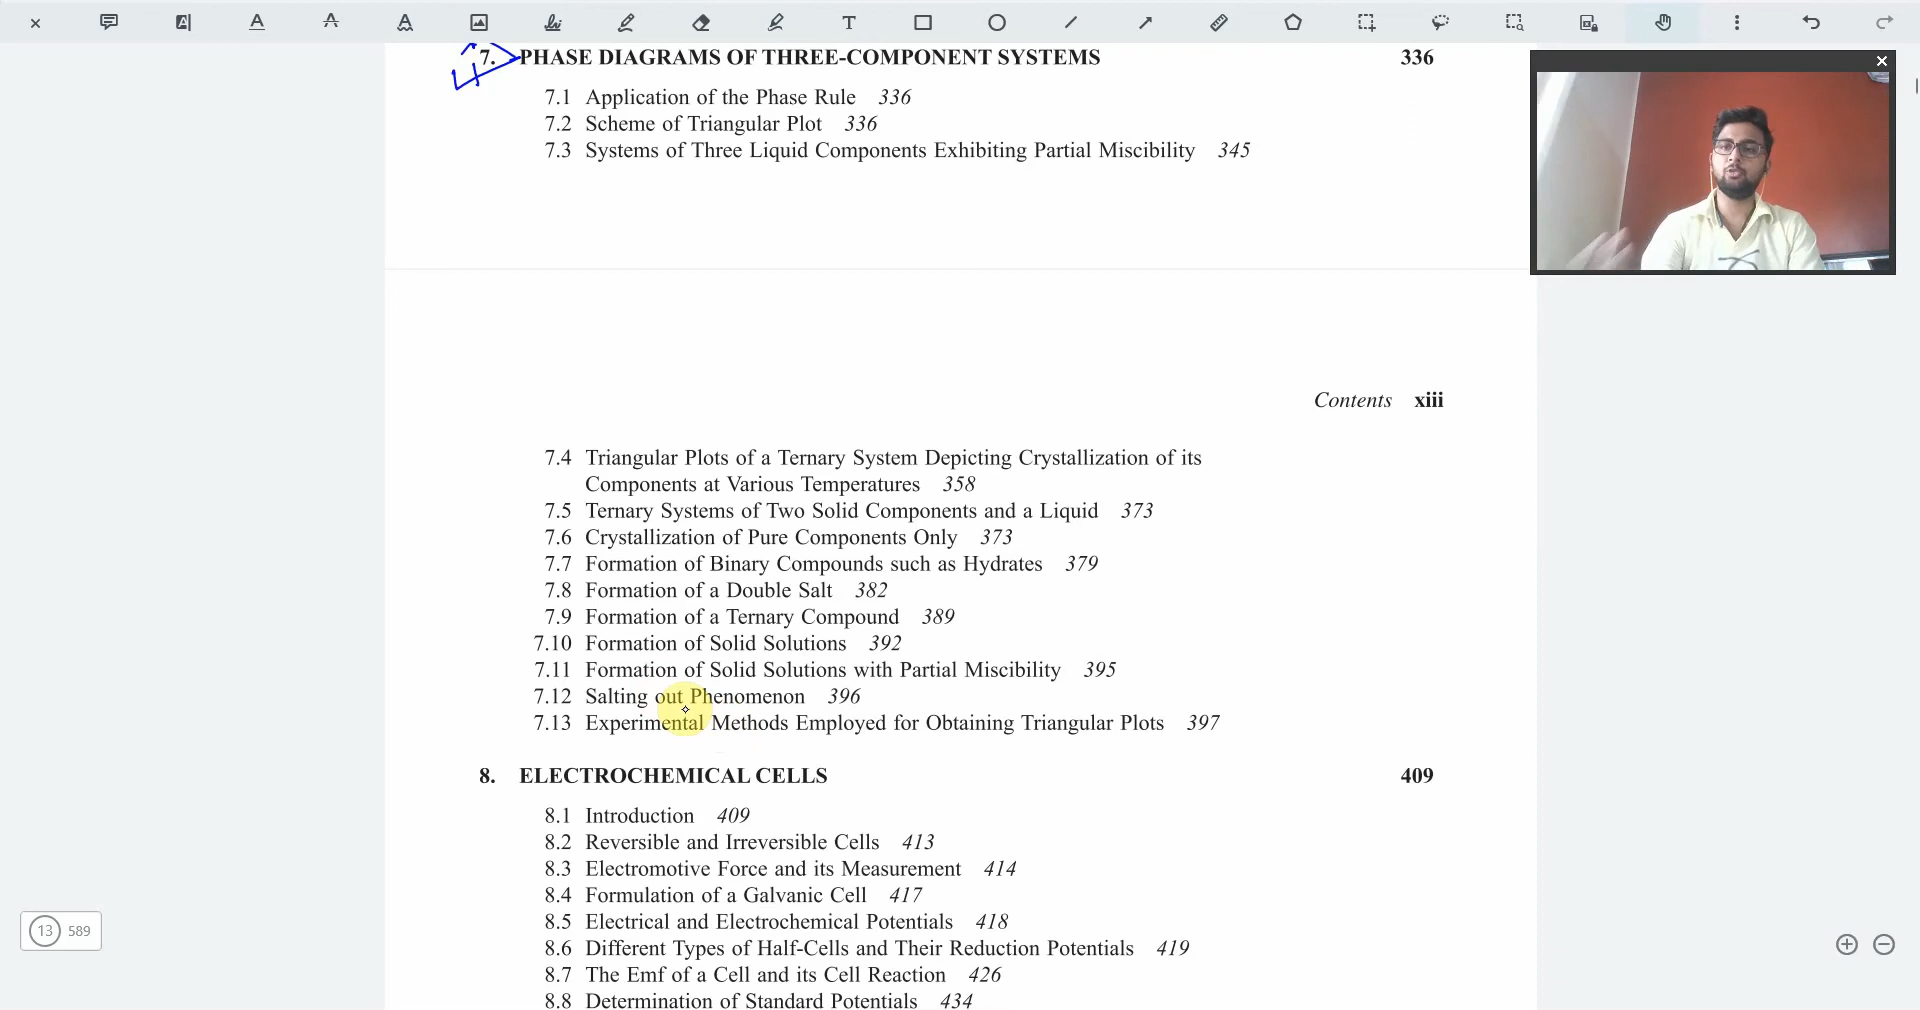 7. PHASE DIAGRAMS OF THREE-COMPONENT SYSTEMS 336
7.1 Application of the Phase Rule 336
7.2 Scheme of Triangular Plot 336
7.3 Systems of Three Liquid Components Exhibiting Partial Miscibility 345
Contents xiii
7.4 Triangular Plots of a Ternary System Depicting Crystallization of its
Components at Various Temperatures 358
7.5 Ternary Systems of Two Solid Components and a Liquid 373
7.6 Crystallization of Pure Components Only 373
7.7 Formation of Binary Compounds such as Hydrates 379
7.8 Formation of a Double Salt 382
7.9 Formation of a Ternary Compound 389
7.10 Formation of Solid Solutions 392
7.11 Formation of Solid Solutions with Partial Miscibility 395
7.12 Salting out Phenomenon 396
7.13 Experimental Methods Employed for Obtaining Triangular Plots 397
8. ELECTROCHEMICAL CELLS 409
8.1 Introduction 409
8.2 Reversible and Irreversible Cells 413
8.3 Electromotive Force and its Measurement 414
8.4 Formulation of a Galvanic Cell 417
8.5 Electrical and Electrochemical Potentials 418
8.6 Different Types of Half-Cells and Their Reduction Potentials 419
8.7 The Emf of a Cell and its Cell Reaction 426
8.8 Determination of Standard Potentials 434
13 589